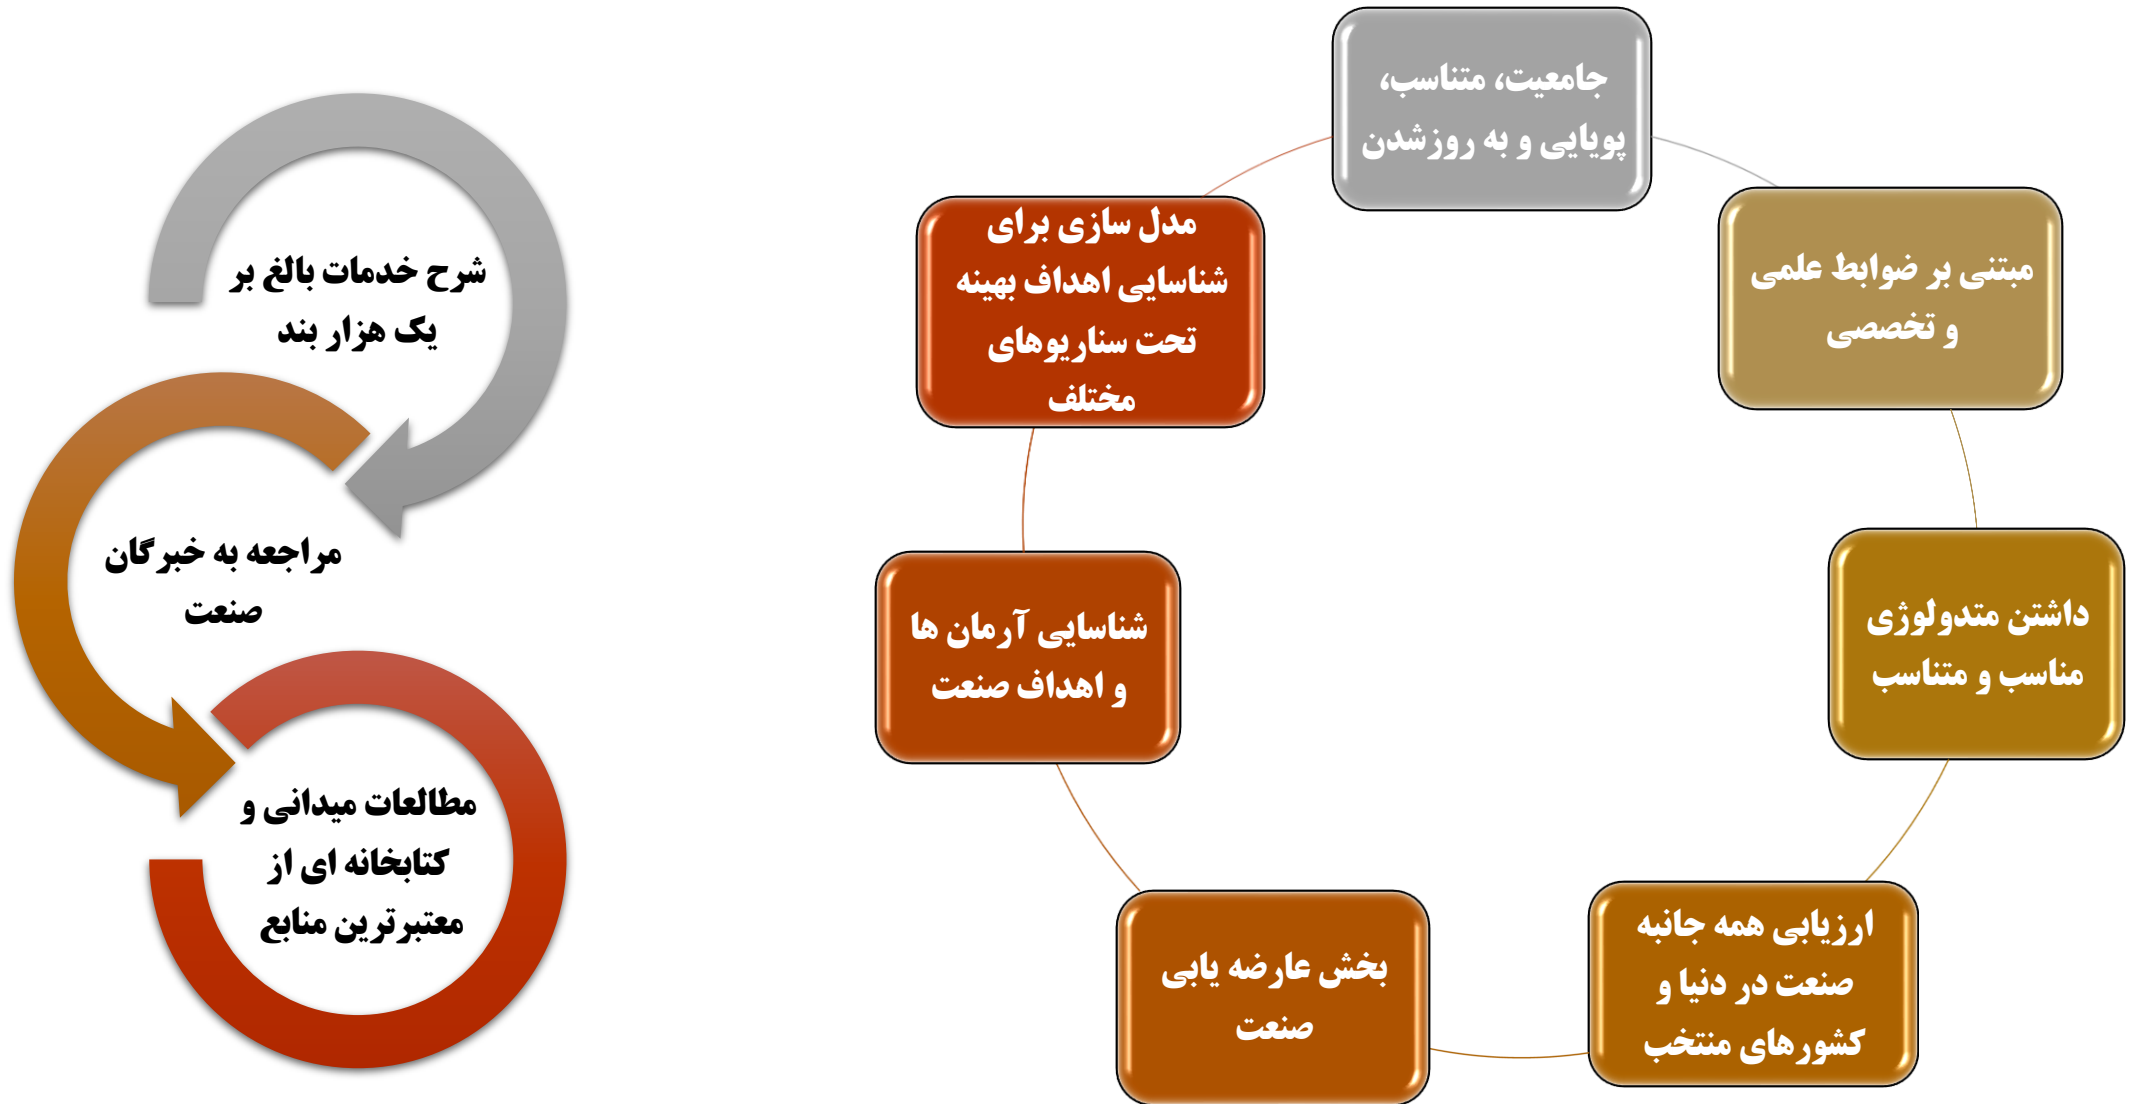 جامعیت، متناسب،
پویایی و به روزشدن
مبتنی بر ضوابط علمی
و تخصصی
داشتن متدولوژی
مناسب و متناسب
ارزیابی همه جانبه
صنعت در دنیا و
کشورهای منتخب
بخش عارضه یابی
صنعت
شناسایی آرمان ها
و اهداف صنعت
مدل سازی برای
شناسایی اهداف بهینه
تحت سناریوهای
مختلف
شرح خدمات بالغ بر
یک هزار بند
مراجعه به خبرگان
صنعت
مطالعات میدانی و
کتابخانه ای از
معتبرترین منابع